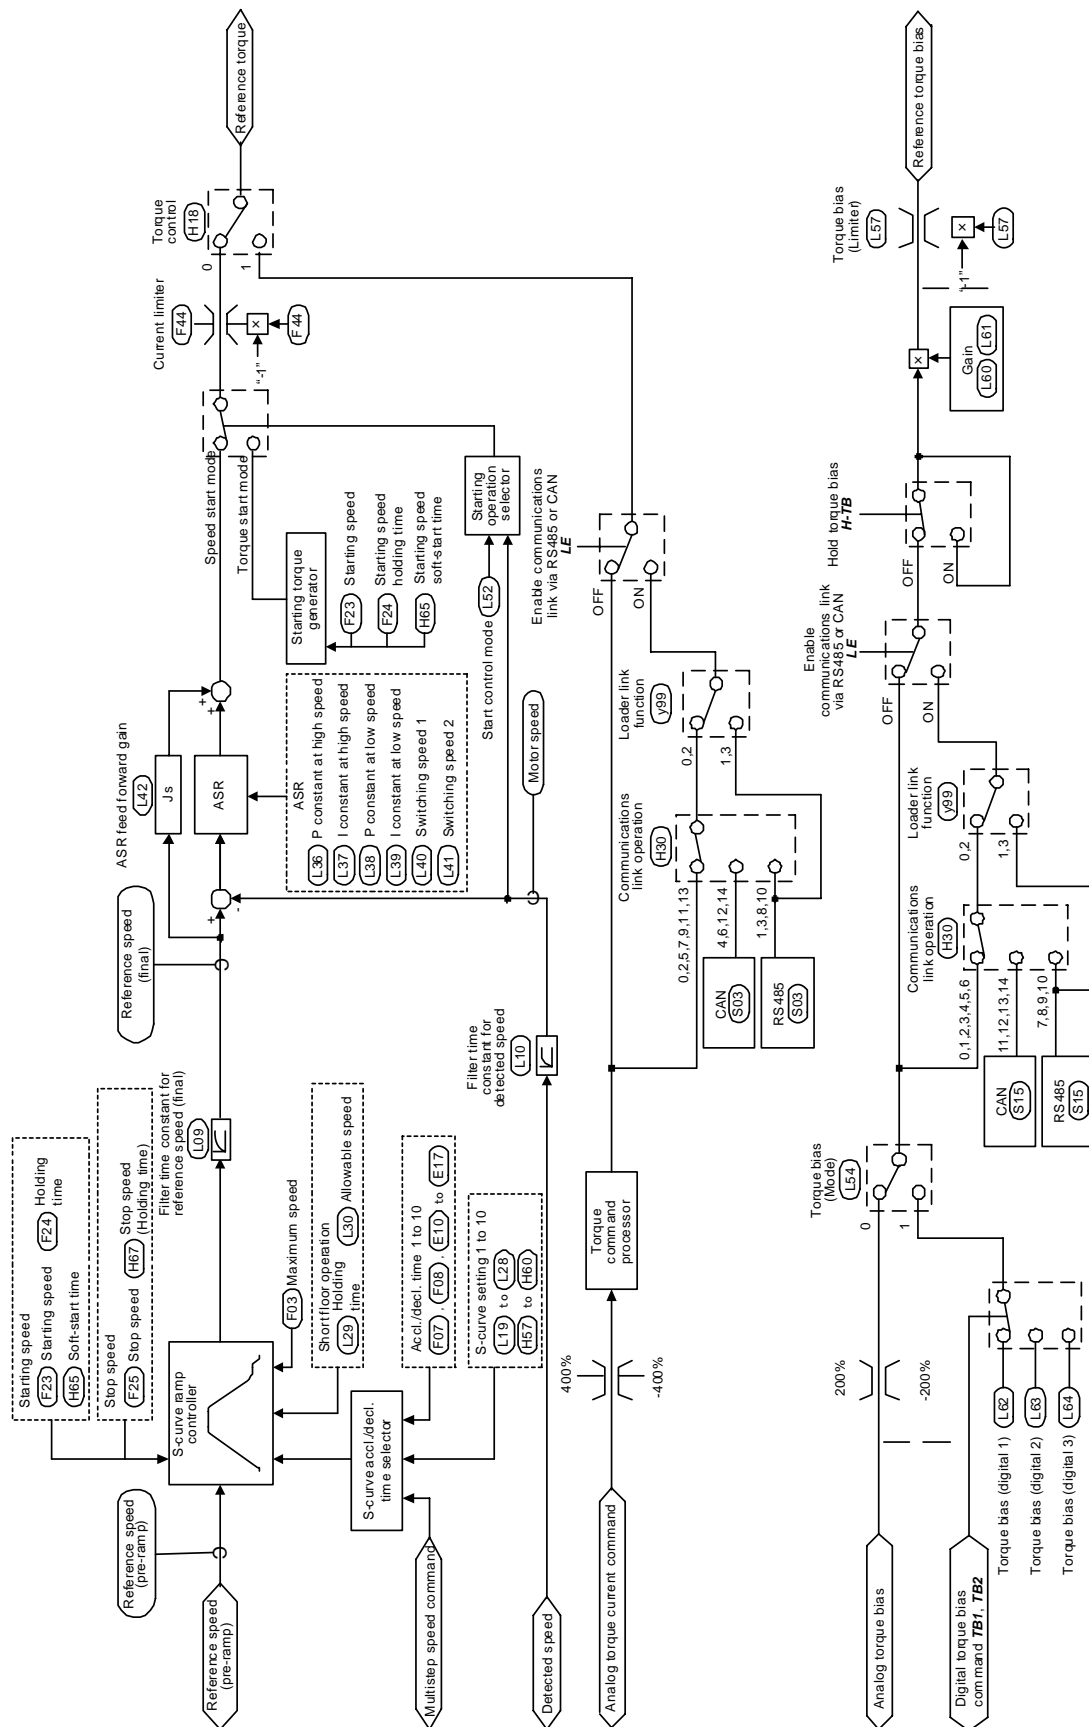 Starting speed
F23 Starting speed
F24 Holding
time
H65 Soft-start time
Stop speed
F25 Stop speed
H67 Stop speed
(Holding time)
Reference speed
(pre-ramp)
Reference speed
(pre-ramp)
S-curve ramp
controller
F03 Maximum speed
Short floor operation
Holding
L29 time
L30 Allowable speed
S-curve accl./decl.
time selector
Accl./decl. time 1 to 10
F07 , F08 , E10 to E17
S-curve setting 1 to 10
L19 to L28
H57 to H60
Multistep speed command
Filter time constant for
reference speed (final)
L09
Reference speed
(final)
ASR feed forward gain
L42
Js
+
-
ASR
+
+
ASR
L36 P constant at high speed
L37 I constant at high speed
L38 P constant at low speed
L39 I constant at low speed
L40 Switching speed 1
L41 Switching speed 2
Speed start mode
Torque start mode
Starting torque
generator
F23 Starting speed
F24 Starting speed
holding time
H65 Starting speed
soft-start time
Start control mode L52
Starting
operation
selector
Current limiter
F44
"-1"
×
F44
Torque
control
H18
0
1
Reference torque
Detected speed
Filter time
constant for
detected speed
L10
Motor speed
Analog torque current command
400%
-400%
Torque
command
processor
Communications
link operation
H30
0,2,5,7,9,11,13
4,6,12,14
1,3,8,10
CAN
S03
RS485
S03
Loader link
function
y99
0,2
1,3
Enable communications
link via RS485 or CAN
LE
OFF
ON
Analog torque bias
200%
-200%
Digital torque bias
command TB1, TB2
Torque bias (digital 1) L62
Torque bias (digital 2) L63
Torque bias (digital 3) L64
Torque bias
(Mode)
L54
0
1
Communications
link operation
H30
0,1,2,3,4,5,6
11,12,13,14
7,8,9,10
CAN
S15
RS485
S15
Loader link
function
y99
0,2
1,3
Enable
communications link
via RS485 or CAN
LE
OFF
ON
Hold torque bias
H-TB
OFF
ON
×
Gain
L60 L61
Torque bias
(Limiter)
L57
"-1"
×
L57
Reference torque bias